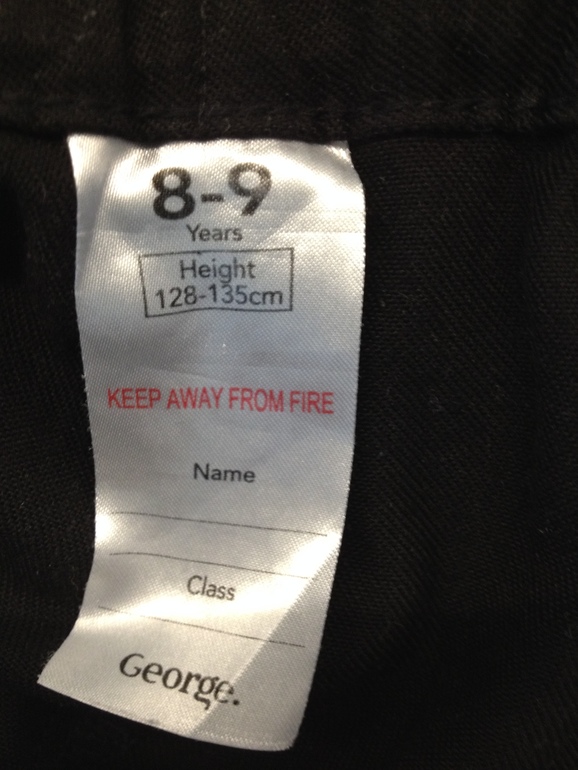 8-9
Years
Height
128-135cm
KEEP AWAY FROM FIRE
Name
Class
George.